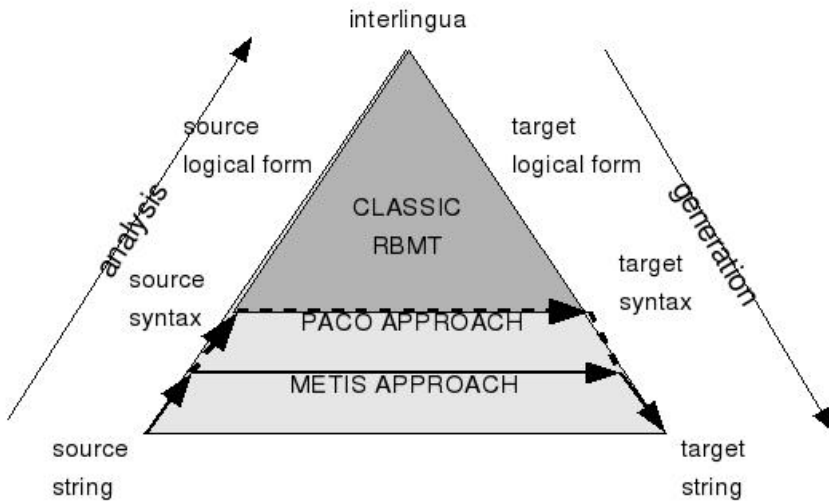 interlingua
source
logical form
target
logical form
analysis
generation
CLASSIC
RBMT
source
syntax
target
syntax
PACO APPROACH
METIS APPROACH
source
string
target
string